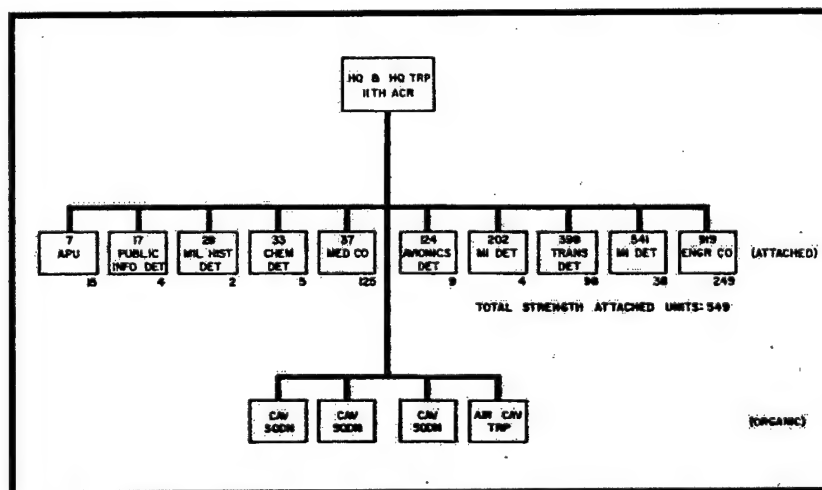 HQ & HQ TRP
11TH ACR
7
APU
15
17
PUBLIC
INFO DET
4
29
MIL HIST
DET
2
33
CHEM
DET
5
37
MED CO
125
124
AVIONICS
DET
9
202
MI DET
4
398
TRANS
DET
541
MI DET
919
ENGR CO
249
(ATTACHED)
TOTAL STRENGTH ATTACHED UNITS: 549
CAV
SQDN
CAV
SQDN
CAV
SQDN
AIR CAV
TRP
(ORGANIC)